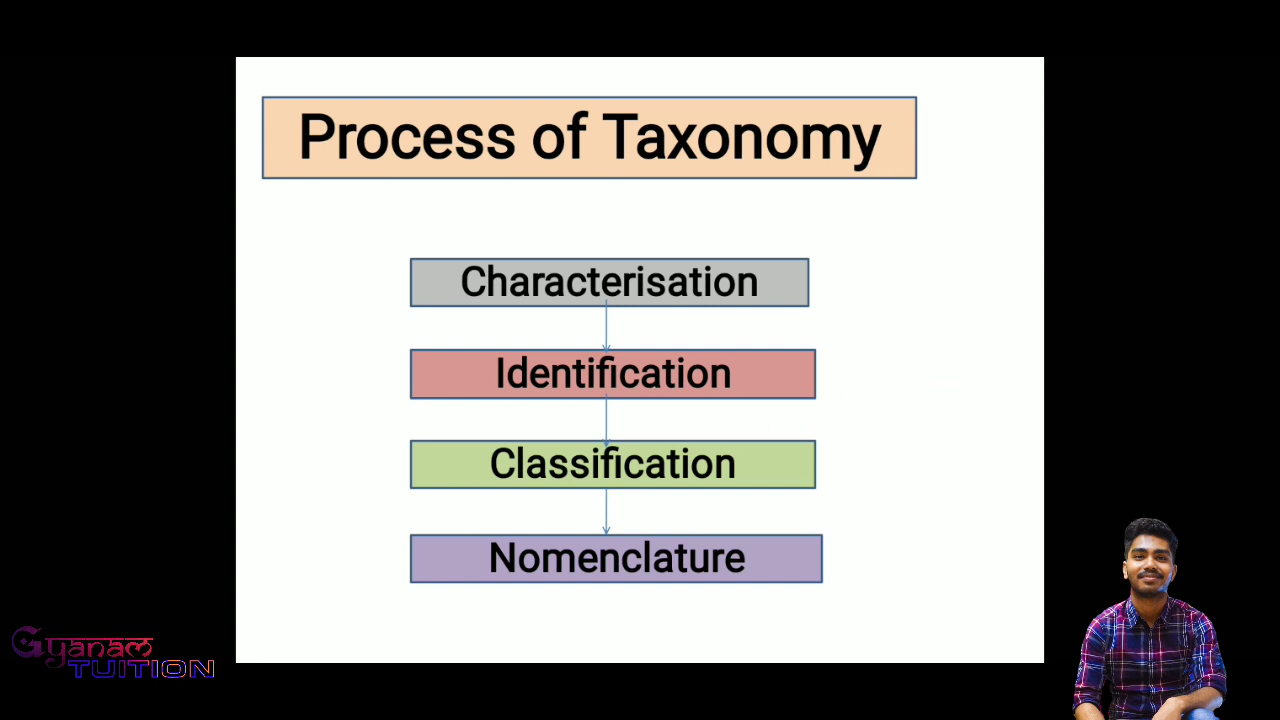 Process of Taxonomy
Characterisation
Identification
Classification
Nomenclature
Gyanam
TUITION